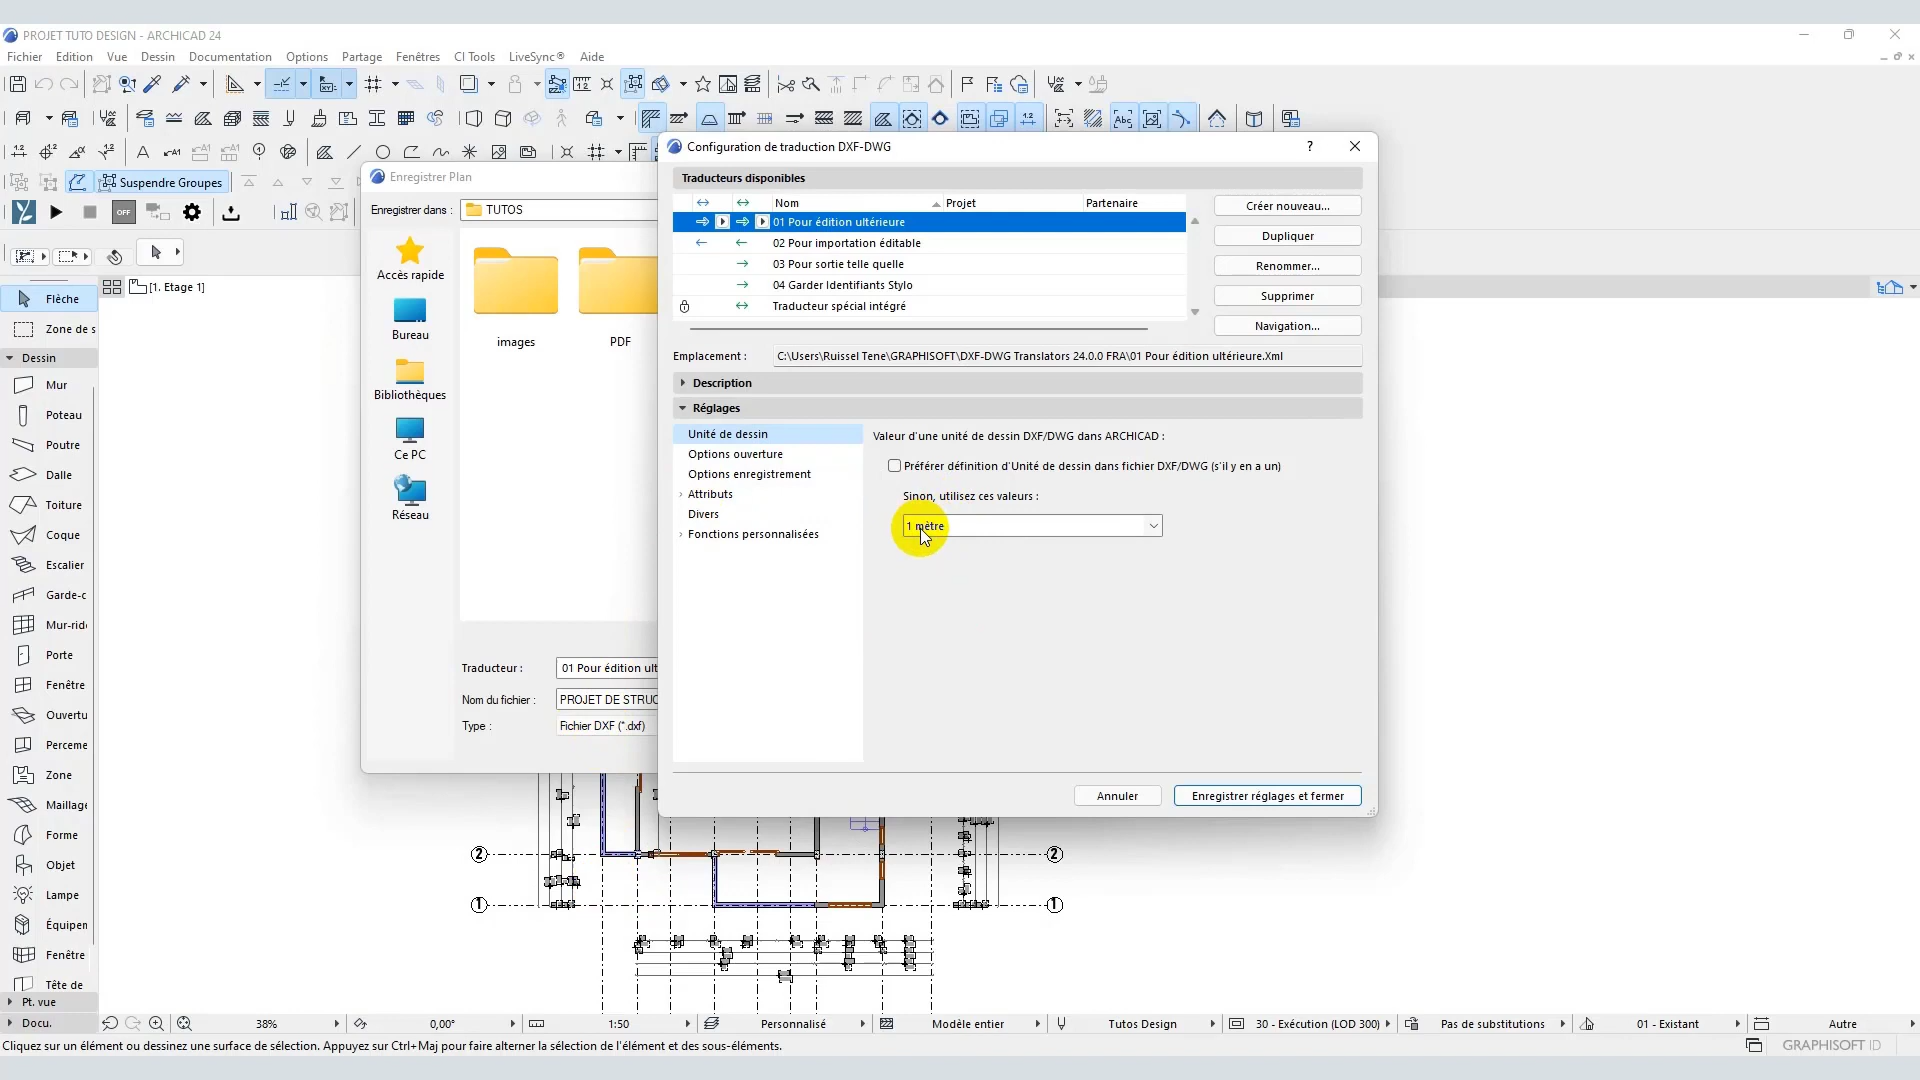 PROJET TUTO DESIGN - ARCHICAD 24
Fichier Edition Vue Dessin Documentation Options Partage Fenêtres CI Tools LiveSync® Aide
Suspendre Groupes
OFF
Flèche
[1. Etage 1]
Zone de s
Dessin
Mur
Poteau
Poutre
Dalle
Toiture
Coque
Escalier
Garde-c
Mur-ride
Porte
Fenêtre
Ouvertu
Perceme
Zone
Maillage
Forme
Objet
Lampe
Équipen
Fenêtre
Tête de
Pt. vue
Docu.
Enregistrer Plan
Enregistrer dans : TUTOS
Accès rapide
Bureau
Bibliothèques
Ce PC
Réseau
images
PDF
Traducteur : 01 Pour édition ult
Nom du fichier : PROJET DE STRUC
Type : Fichier DXF (*.dxf)
Configuration de traduction DXF-DWG
Traducteurs disponibles
Nom Projet Partenaire
01 Pour édition ultérieure
02 Pour importation éditable
03 Pour sortie telle quelle
04 Garder Identifiants Stylo
Traducteur spécial intégré
Créer nouveau...
Dupliquer
Renommer...
Supprimer
Navigation...
Emplacement : C:\Users\Ruissel Tene\GRAPHISOFT\DXF-DWG Translators 24.0.0 FRA\01 Pour édition ultérieure.Xml
Description
Réglages
Unité de dessin
Options ouverture
Options enregistrement
Attributs
Divers
Fonctions personnalisées
Valeur d'une unité de dessin DXF/DWG dans ARCHICAD :
Préférer définition d'Unité de dessin dans fichier DXF/DWG (s'il y en a un)
Sinon, utilisez ces valeurs :
1 mètre
Annuler
Enregistrer réglages et fermer
2 2
1 1
38% 0,00° 1:50 Personnalisé Modèle entier Tutos Design 30 - Exécution (LOD 300) Pas de substitutions 01 - Existant Autre
Cliquez sur un élément ou dessinez une surface de sélection. Appuyez sur Ctrl+Maj pour faire alterner la sélection de l'élément et des sous-éléments.
GRAPHISOFT ID